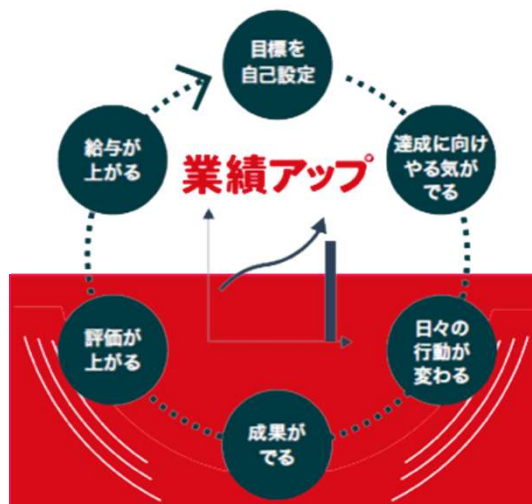 目標を
自己設定
達成に向け
やる気が
でる
日々の
行動が
変わる
成果が
でる
評価が
上がる
給与が
上がる
業績アップ